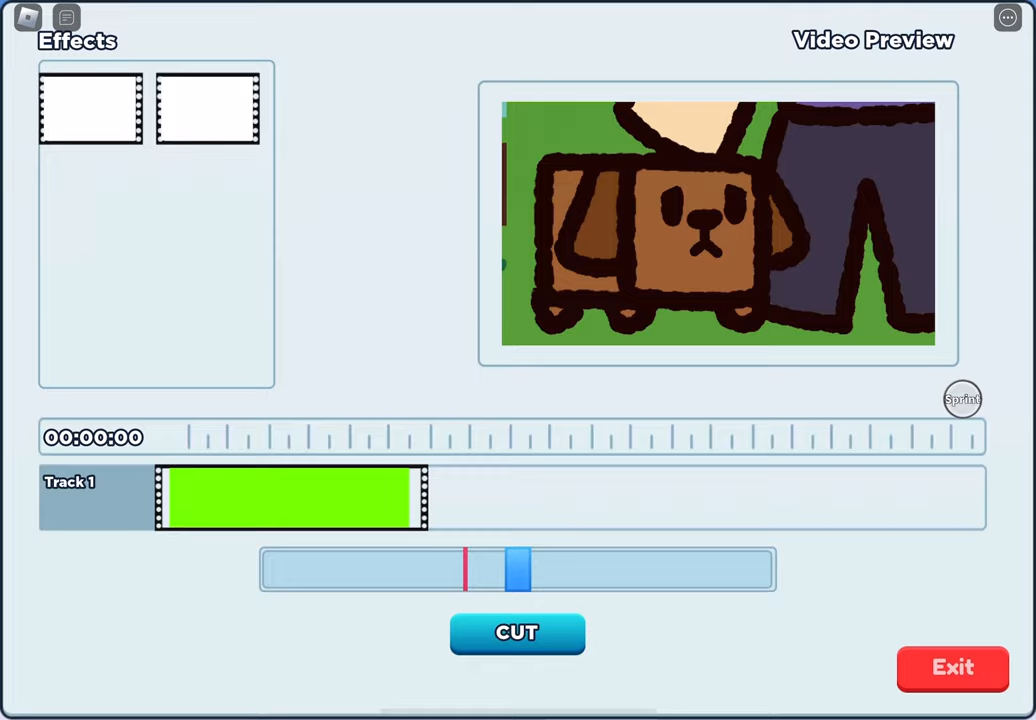 Effects
Video Preview
Sprint
00:00:00
Track 1
CUT
Exit